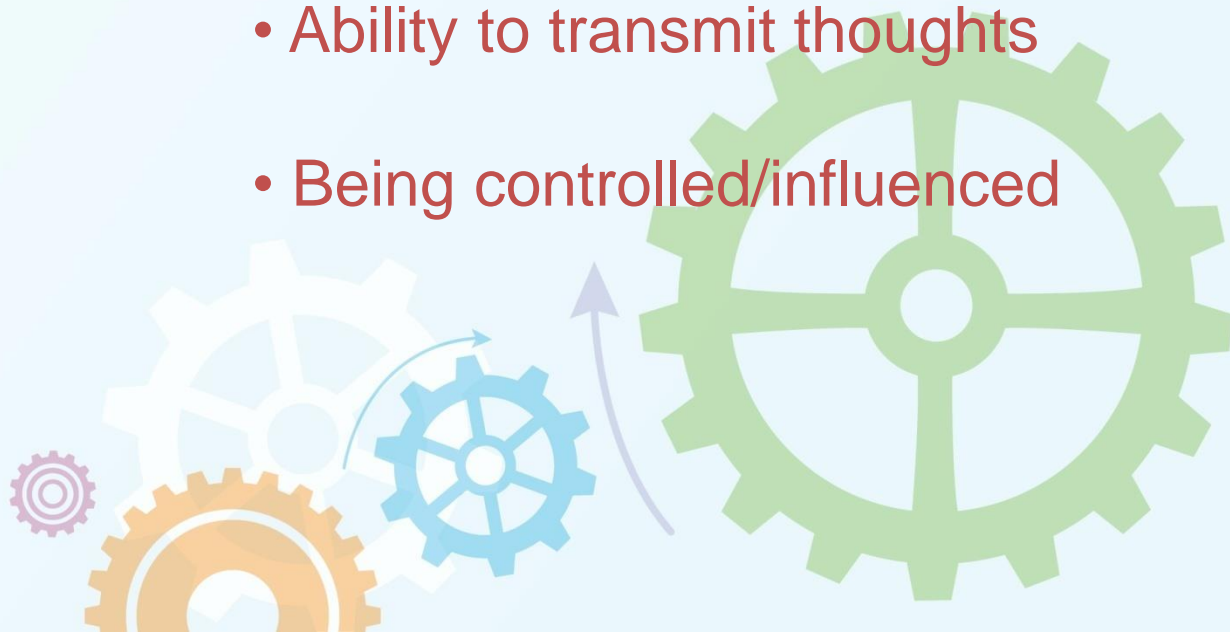 • Ability to transmit thoughts
• Being controlled/influenced